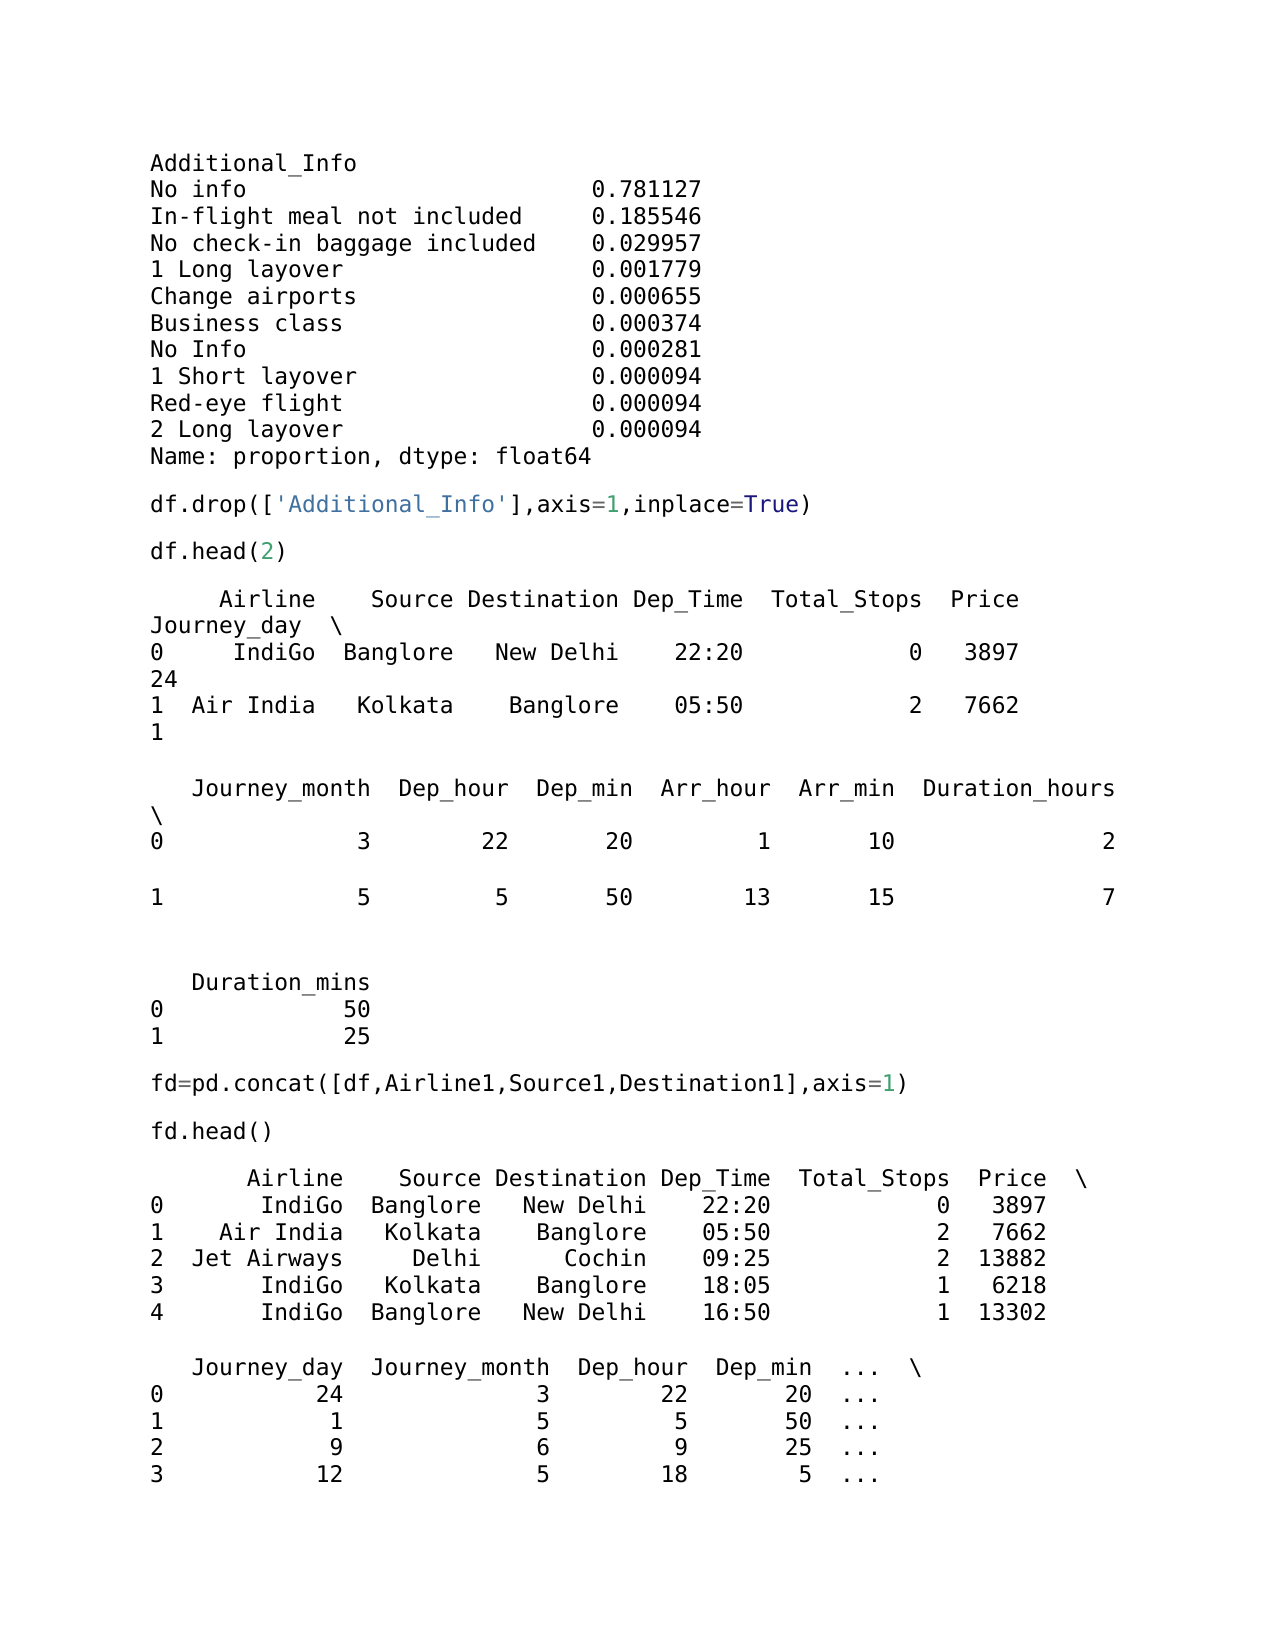 Additional_Info
No info                         0.781127
In-flight meal not included     0.185546
No check-in baggage included    0.029957
1 Long layover                  0.001779
Change airports                 0.000655
Business class                  0.000374
No Info                         0.000281
1 Short layover                 0.000094
Red-eye flight                  0.000094
2 Long layover                  0.000094
Name: proportion, dtype: float64
df.drop(['Additional_Info'],axis=1,inplace=True)
df.head(2)
     Airline    Source Destination Dep_Time  Total_Stops  Price
Journey_day  \
0     IndiGo  Banglore   New Delhi    22:20            0   3897
24
1  Air India   Kolkata    Banglore    05:50            2   7662
1
   Journey_month  Dep_hour  Dep_min  Arr_hour  Arr_min  Duration_hours
\
0              3        22       20         1       10               2
1              5         5       50        13       15               7
   Duration_mins
0             50
1             25
fd=pd.concat([df,Airline1,Source1,Destination1],axis=1)
fd.head()
       Airline    Source Destination Dep_Time  Total_Stops  Price  \
0       IndiGo  Banglore   New Delhi    22:20            0   3897
1    Air India   Kolkata    Banglore    05:50            2   7662
2  Jet Airways     Delhi      Cochin    09:25            2  13882
3       IndiGo   Kolkata    Banglore    18:05            1   6218
4       IndiGo  Banglore   New Delhi    16:50            1  13302
   Journey_day  Journey_month  Dep_hour  Dep_min  ...  \
0           24              3        22       20  ...
1            1              5         5       50  ...
2            9              6         9       25  ...
3           12              5        18        5  ...